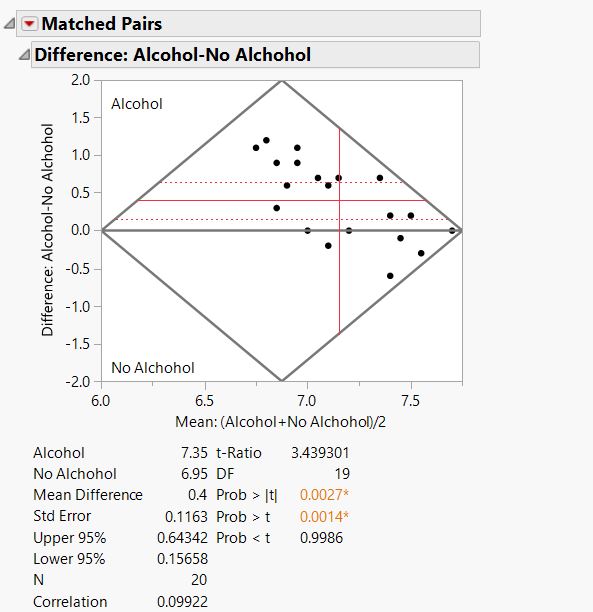 Matched Pairs
Difference: Alcohol-No Alchohol
2.0
1.5
1.0
0.5
0.0
-0.5
-1.0
-1.5
-2.0
Difference: Alcohol-No Alchohol
Alcohol
No Alchohol
6.0 6.5 7.0 7.5
Mean: (Alcohol+No Alchohol)/2
Alcohol 7.35 t-Ratio 3.439301
No Alchohol 6.95 DF 19
Mean Difference 0.4 Prob > |t| 0.0027*
Std Error 0.1163 Prob > t 0.0014*
Upper 95% 0.64342 Prob < t 0.9986
Lower 95% 0.15658
N 20
Correlation 0.09922